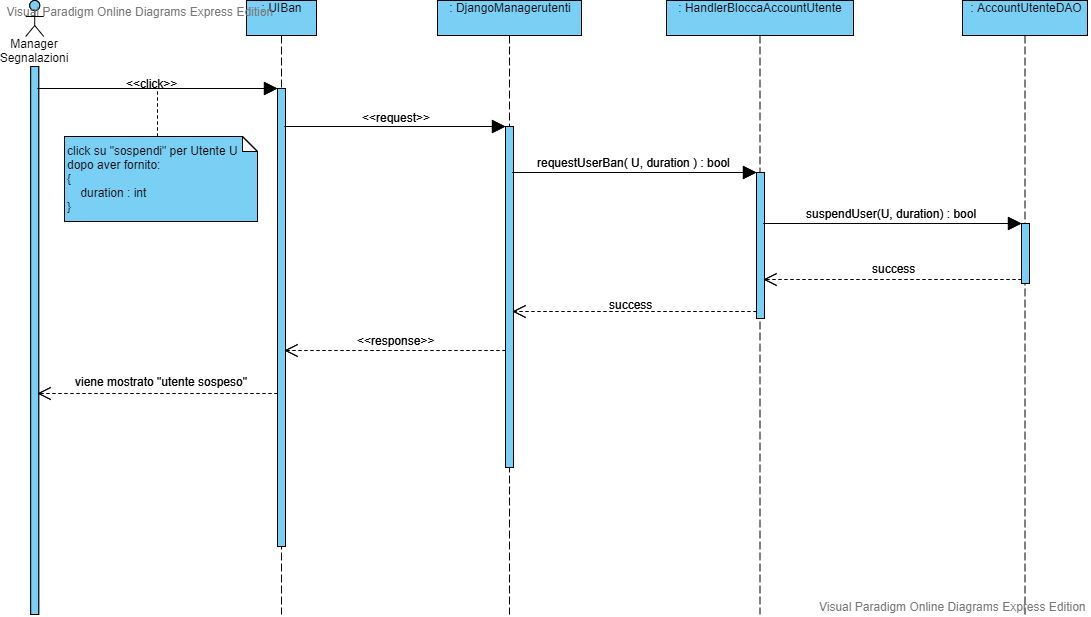 Visual Paradigm Online Diagrams Express Edition
: UIBan
: DjangoManagerutenti
: HandlerBloccaAccountUtente
: AccountUtenteDAO
Manager
Segnalazioni
<<click>>
<<request>>
click su "sospendi" per Utente U
dopo aver fornito:
{
duration : int
}
requestUserBan( U, duration ) : bool
suspendUser(U, duration) : bool
success
success
<<response>>
viene mostrato "utente sospeso"
Visual Paradigm Online Diagrams Express Edition